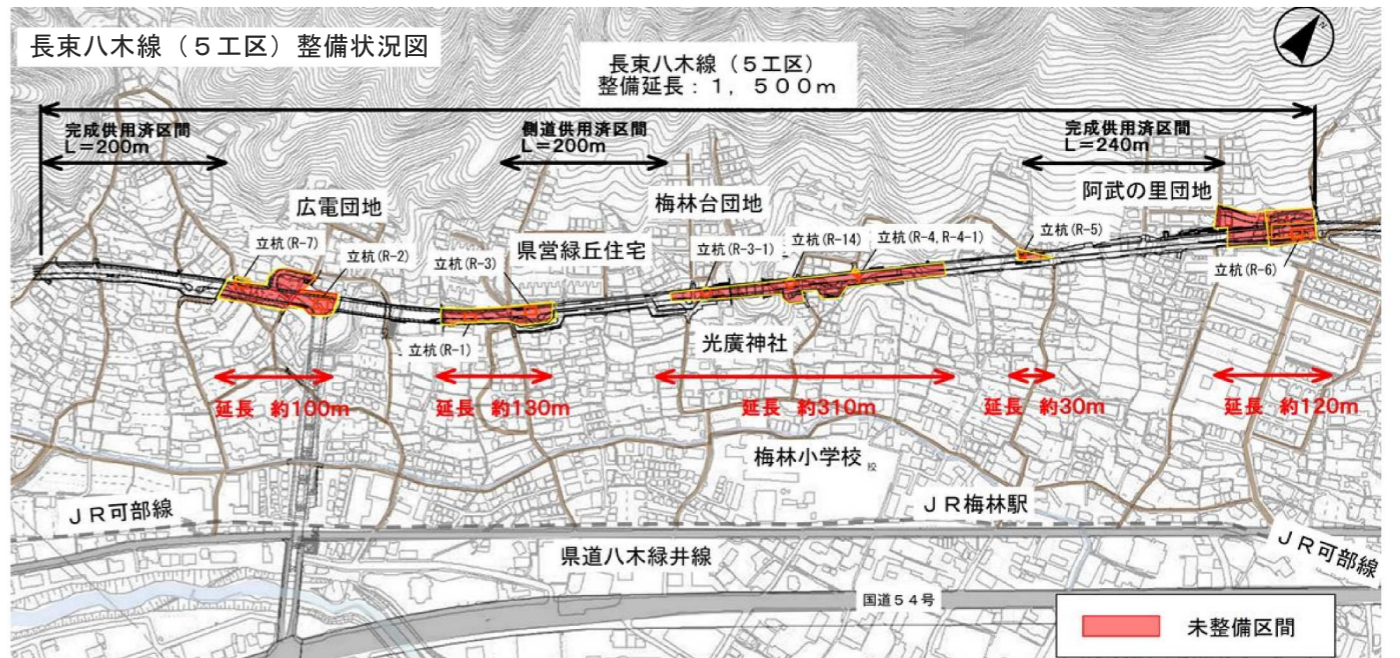 長束八木線（５工区）整備状況図
N
長束八木線（５工区）
整備延長：１，５００ｍ
完成供用済区間
L＝200m
側道供用済区間
L＝200m
完成供用済区間
L＝240m
広電団地
梅林台団地
阿武の里団地
県営緑丘住宅
立杭(R-7)
立杭(R-2)
立杭(R-3)
立杭(R-3-1)
立杭(R-14)
立杭(R-4,R-4-1)
立杭(R-5)
立杭(R-6)
立杭(R-1)
光廣神社
延長　約100m
延長　約130m
延長　約310m
延長　約30m
延長　約120m
梅林小学校
校
ＪＲ可部線
ＪＲ梅林駅
県道八木緑井線
ＪＲ可部線
国道５４号
未整備区間